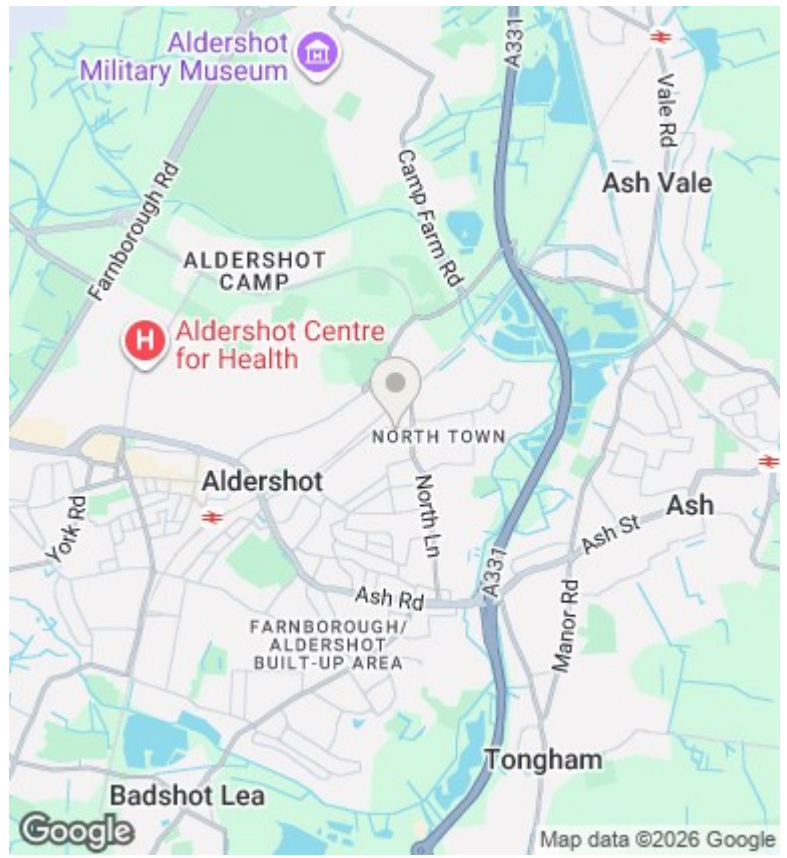 Aldershot
Military Museum
A331
Vale Rd
Camp Farm Rd
Ash Vale
Farnborough Rd
ALDERSHOT
CAMP
H
Aldershot Centre
for Health
NORTH TOWN
Aldershot
North Ln
York Rd
Ash
Ash St
A331
Ash Rd
Manor Rd
FARNBOROUGH/
ALDERSHOT
BUILT-UP AREA
Tongham
Badshot Lea
Google
Map data ©2026 Google